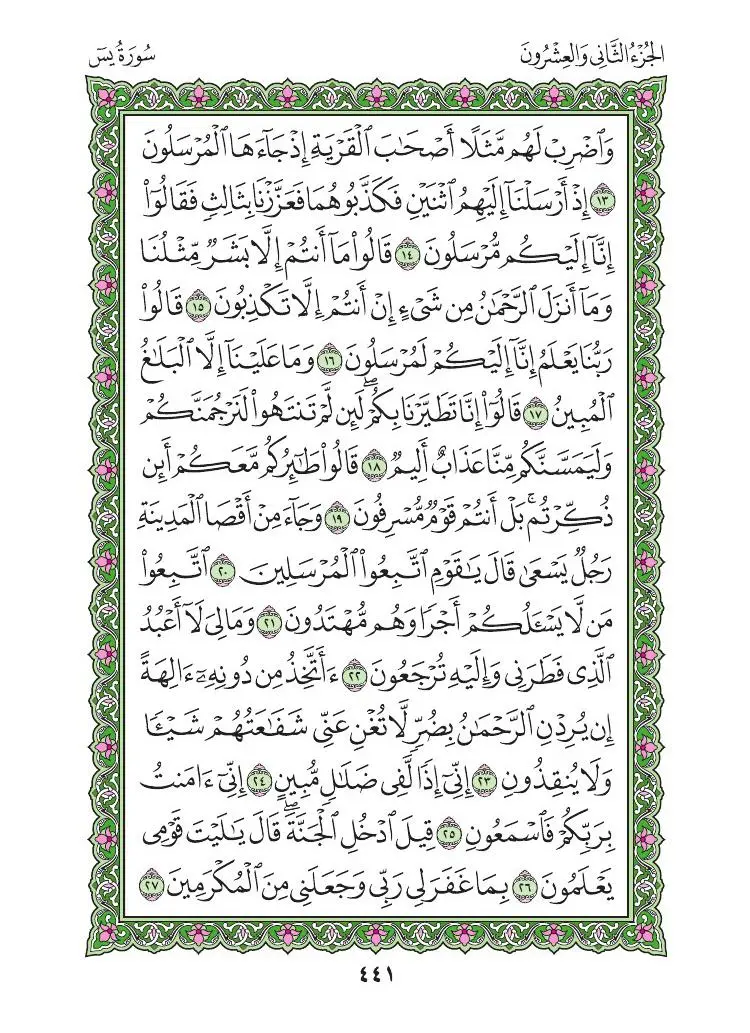 الجُزْءُ الثَّانِي وَالعِشْرُونَ
سُورَةُ يسٓ
وَٱضْرِبْ لَهُم مَّثَلًا أَصْحَٰبَ ٱلْقَرْيَةِ إِذْ جَآءَهَا ٱلْمُرْسَلُونَ
١٣ إِذْ أَرْسَلْنَآ إِلَيْهِمُ ٱثْنَيْنِ فَكَذَّبُوهُمَا فَعَزَّزْنَا بِثَالِثٍ فَقَالُوٓا۟
إِنَّآ إِلَيْكُم مُّرْسَلُونَ ١٤ قَالُوا۟ مَآ أَنتُمْ إِلَّا بَشَرٌ مِّثْلُنَا
وَمَآ أَنزَلَ ٱلرَّحْمَٰنُ مِن شَىْءٍ إِنْ أَنتُمْ إِلَّا تَكْذِبُونَ ١٥ قَالُوا۟
رَبُّنَا يَعْلَمُ إِنَّآ إِلَيْكُمْ لَمُرْسَلُونَ ١٦ وَمَا عَلَيْنَآ إِلَّا ٱلْبَلَٰغُ
ٱلْمُبِينُ ١٧ قَالُوٓا۟ إِنَّا تَطَيَّرْنَا بِكُمْ ۖ لَئِن لَّمْ تَنتَهُوا۟ لَنَرْجُمَنَّكُمْ
وَلَيَمَسَّنَّكُم مِّنَّا عَذَابٌ أَلِيمٌ ١٨ قَالُوا۟ طَٰٓئِرُكُم مَّعَكُمْ ۚ أَئِن
ذُكِّرْتُم ۚ بَلْ أَنتُمْ قَوْمٌ مُّسْرِفُونَ ١٩ وَجَآءَ مِنْ أَقْصَا ٱلْمَدِينَةِ
رَجُلٌ يَسْعَىٰ قَالَ يَٰقَوْمِ ٱتَّبِعُوا۟ ٱلْمُرْسَلِينَ ٢٠ ٱتَّبِعُوا۟
مَن لَّا يَسْـَٔلُكُمْ أَجْرًا وَهُم مُّهْتَدُونَ ٢١ وَمَا لِىَ لَآ أَعْبُدُ
ٱلَّذِى فَطَرَنِى وَإِلَيْهِ تُرْجَعُونَ ٢٢ ءَأَتَّخِذُ مِن دُونِهِۦٓ ءَالِهَةً
إِن يُرِدْنِ ٱلرَّحْمَٰنُ بِضُرٍّ لَّا تُغْنِ عَنِّى شَفَٰعَتُهُمْ شَيْـًٔا
وَلَا يُنقِذُونِ ٢٣ إِنِّىٓ إِذًا لَّفِى ضَلَٰلٍ مُّبِينٍ ٢٤ إِنِّىٓ ءَامَنتُ
بِرَبِّكُمْ فَٱسْمَعُونِ ٢٥ قِيلَ ٱدْخُلِ ٱلْجَنَّةَ ۖ قَالَ يَٰلَيْتَ قَوْمِى
يَعْلَمُونَ ٢٦ بِمَا غَفَرَ لِى رَبِّى وَجَعَلَنِى مِنَ ٱلْمُكْرَمِينَ ٢٧
٤٤١